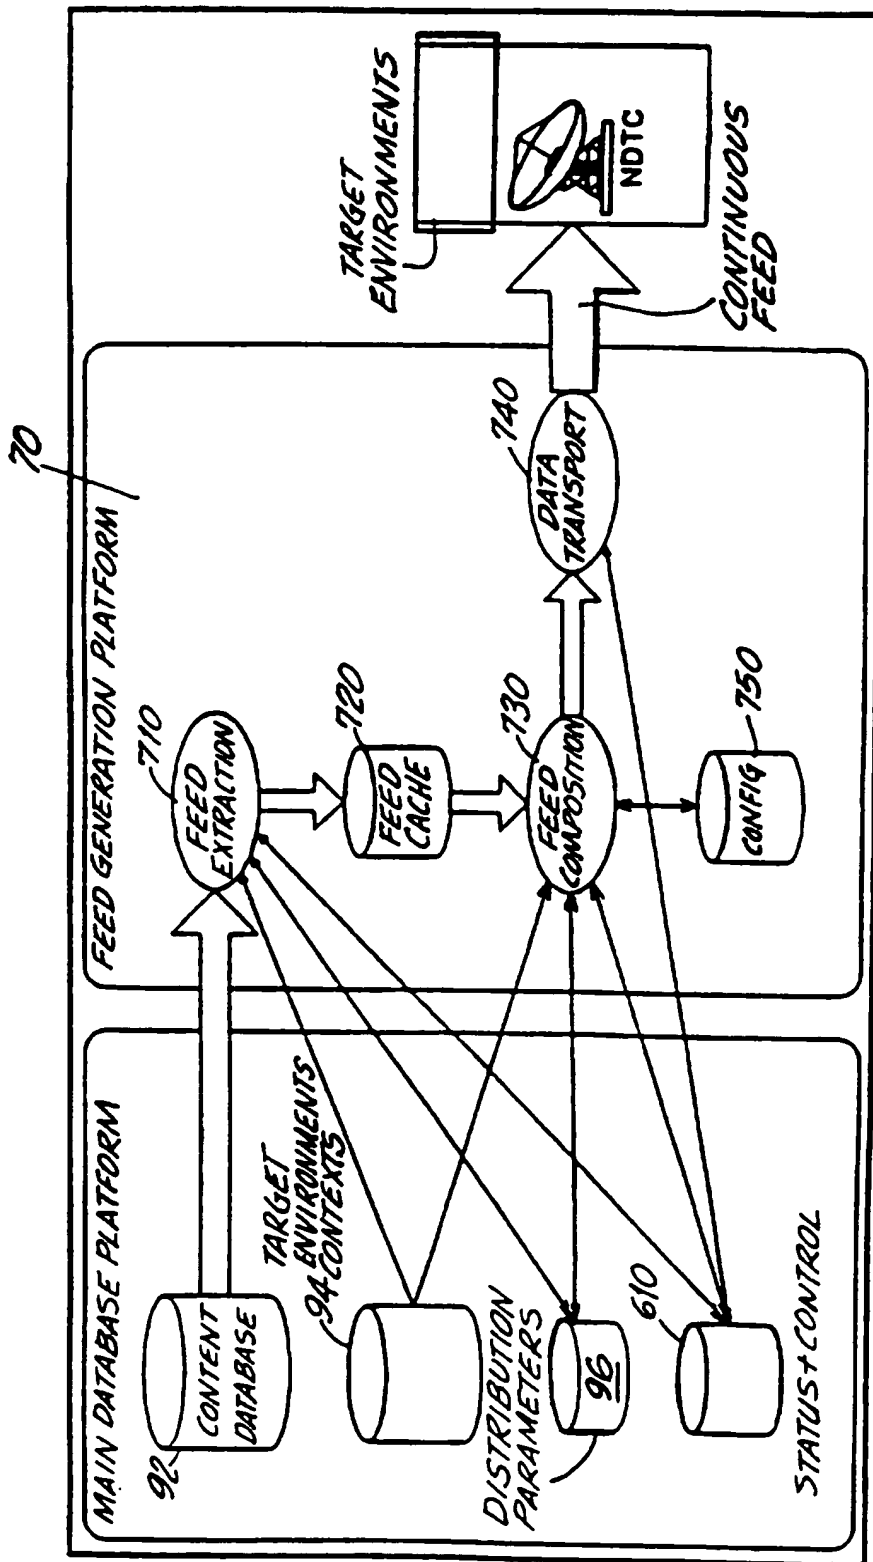 70
MAIN DATABASE PLATFORM
92
CONTENT
DATABASE
TARGET
ENVIRONMENTS
CONTEXTS
94
DISTRIBUTION
PARAMETERS
96
610
STATUS+CONTROL
FEED GENERATION PLATFORM
710
FEED
EXTRACTION
720
FEED
CACHE
730
FEED
COMPOSITION
740
DATA
TRANSPORT
750
CONFIG
TARGET
ENVIRONMENTS
NDTC
CONTINUOUS
FEED